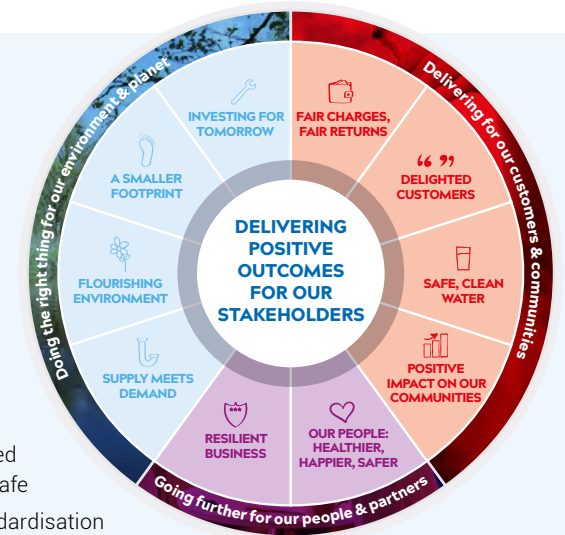 Doing the right thing for our environment & planet
Delivering for our customers & communities
INVESTING FOR
TOMORROW
FAIR CHARGES,
FAIR RETURNS
A SMALLER
FOOTPRINT
“ ”
DELIGHTED
CUSTOMERS
DELIVERING
POSITIVE
OUTCOMES
FOR OUR
STAKEHOLDERS
FLOURISHING
ENVIRONMENT
SAFE, CLEAN
WATER
SUPPLY MEETS
DEMAND
POSITIVE
IMPACT ON OUR
COMMUNITIES
RESILIENT
BUSINESS
OUR PEOPLE:
HEALTHIER,
HAPPIER, SAFER
Going further for our people & partners